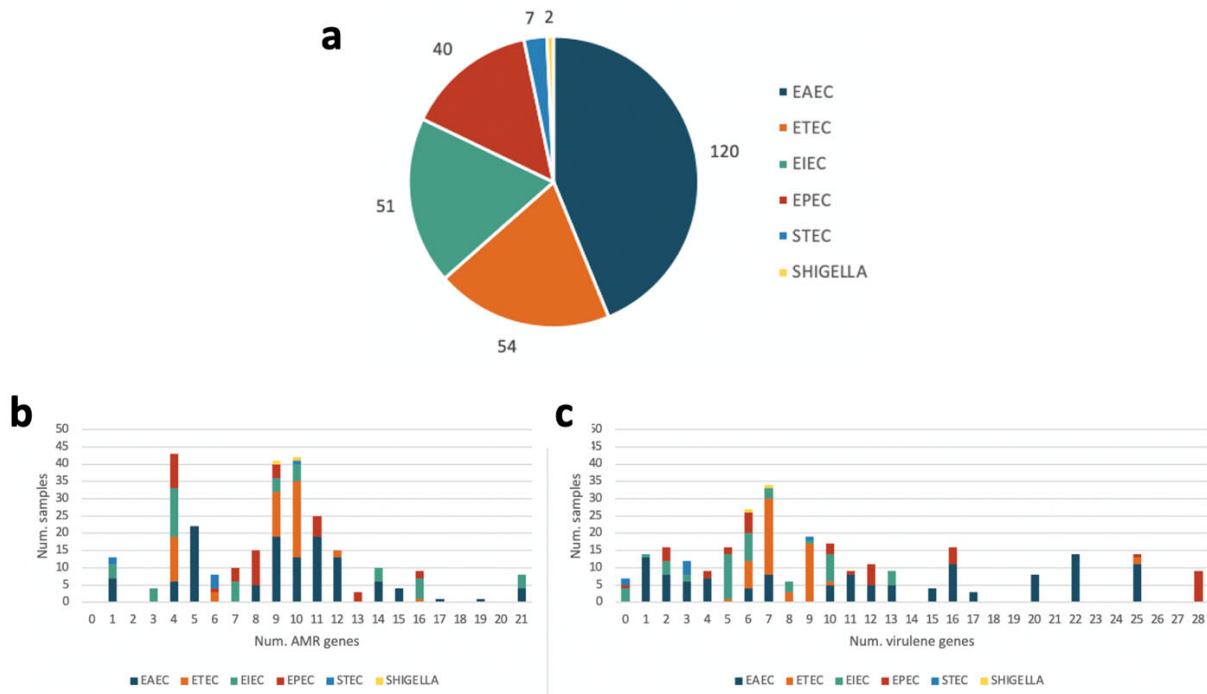 a
7 2
40
120
51
54
EAEC
ETEC
EIEC
EPEC
STEC
SHIGELLA
b
Num. samples
50
45
40
35
30
25
20
15
10
5
0
0 1 2 3 4 5 6 7 8 9 10 11 12 13 14 15 16 17 18 19 20 21
Num. AMR genes
EAEC ETEC EIEC EPEC STEC SHIGELLA
c
Num. samples
50
45
40
35
30
25
20
15
10
5
0
0 1 2 3 4 5 6 7 8 9 10 11 12 13 14 15 16 17 18 19 20 21 22 23 24 25 26 27 28
Num. virulene genes
EAEC ETEC EIEC EPEC STEC SHIGELLA